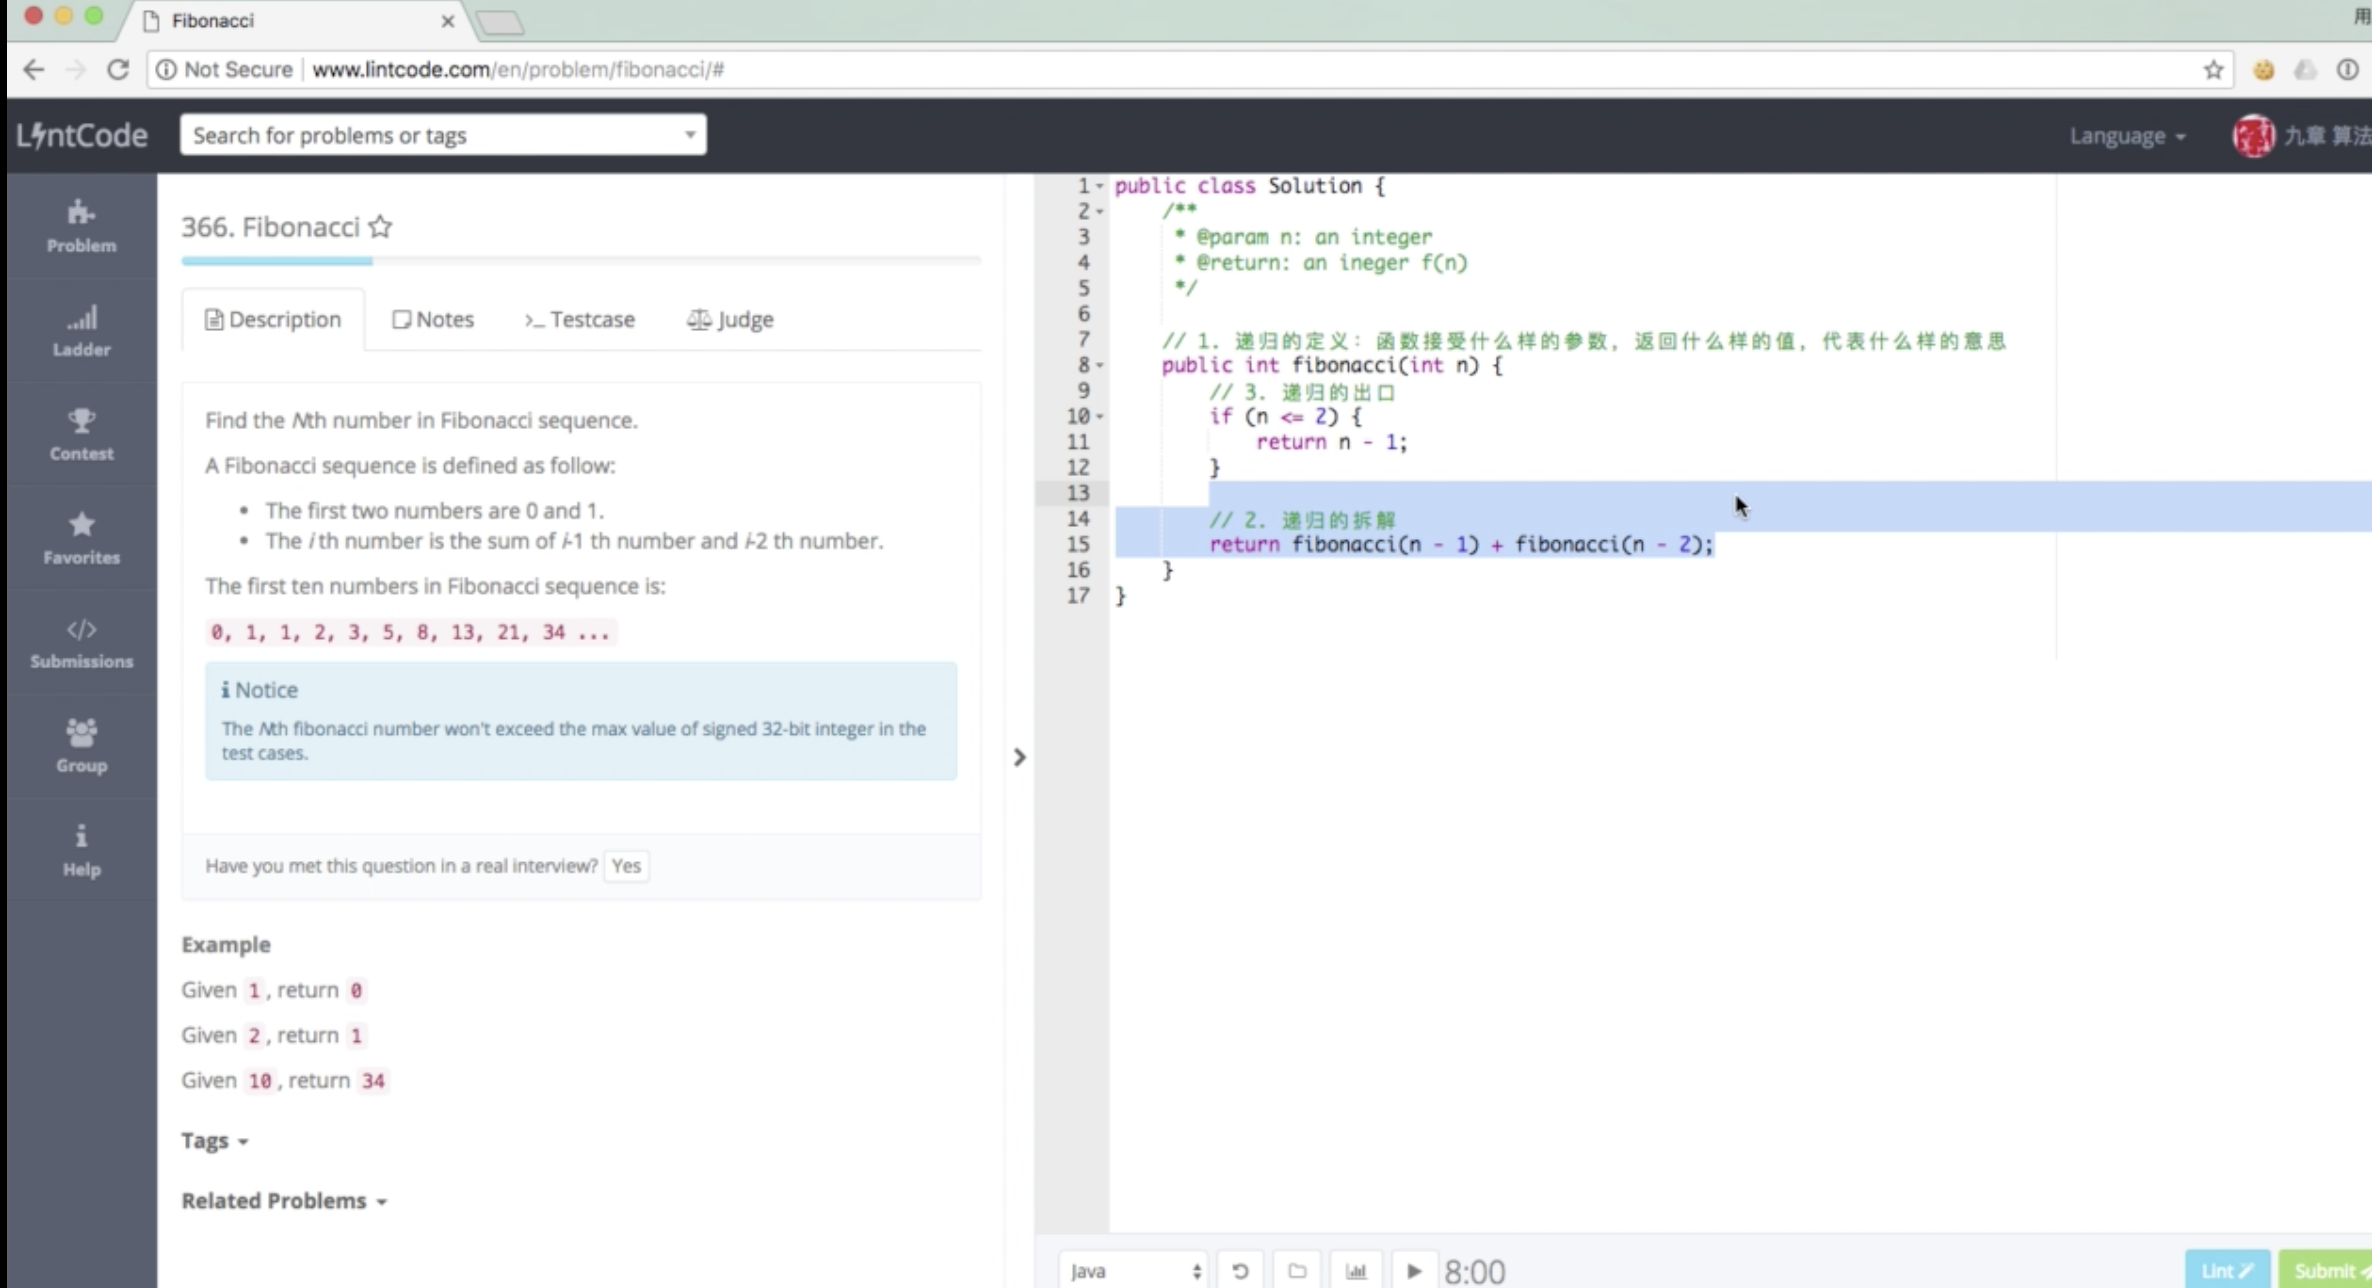 Fibonacci
用
Not Secure www.lintcode.com/en/problem/fibonacci/#
LintCode
Search for problems or tags
Language
九章 算法
Problem
Ladder
Contest
Favorites
Submissions
Group
Help
366. Fibonacci
Description
Notes
>_ Testcase
Judge
Find the Nth number in Fibonacci sequence.
A Fibonacci sequence is defined as follow:
• The first two numbers are 0 and 1.
• The i th number is the sum of i-1 th number and i-2 th number.
The first ten numbers in Fibonacci sequence is:
0, 1, 1, 2, 3, 5, 8, 13, 21, 34 ...
Notice
The Nth fibonacci number won't exceed the max value of signed 32-bit integer in the
test cases.
Have you met this question in a real interview? Yes
Example
Given 1, return 0
Given 2, return 1
Given 10, return 34
Tags
Related Problems
1 public class Solution {
2 /**
3 * @param n: an integer
4 * @return: an ineger f(n)
5 */
6
7 // 1. 递归的定义：函数接受什么样的参数，返回什么样的值，代表什么样的意思
8 public int fibonacci(int n) {
9 // 3. 递归的出口
10 if (n <= 2) {
11 return n - 1;
12 }
13
14 // 2. 递归的拆解
15 return fibonacci(n - 1) + fibonacci(n - 2);
16 }
17 }
Java
8:00
Lint
Submit